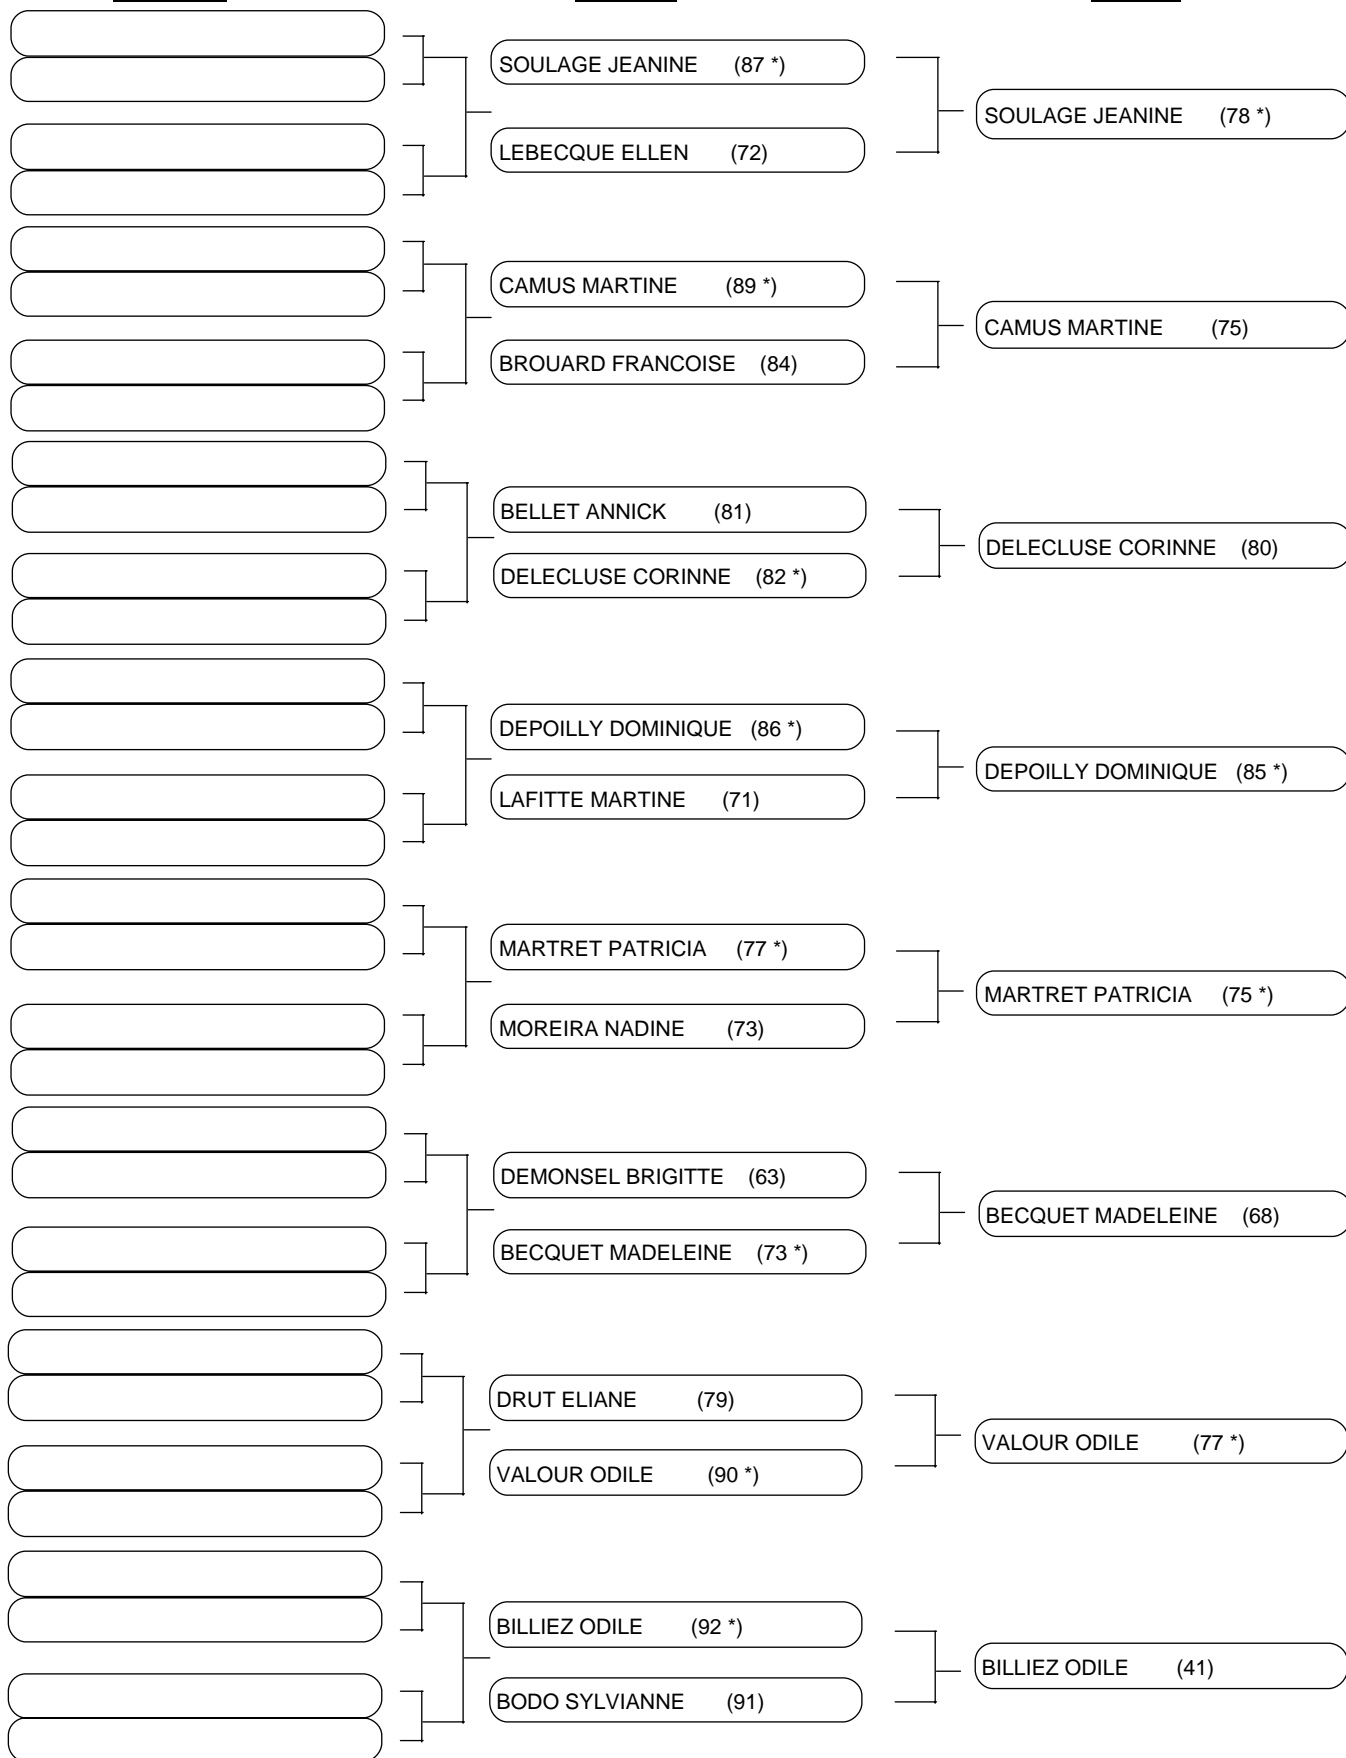 SOULAGE JEANINE (87 *)
LEBECQUE ELLEN (72)
SOULAGE JEANINE (78 *)
CAMUS MARTINE (89 *)
BROUARD FRANCOISE (84)
CAMUS MARTINE (75)
BELLET ANNICK (81)
DELECLUSE CORINNE (82 *)
DELECLUSE CORINNE (80)
DEPOILLY DOMINIQUE (86 *)
LAFITTE MARTINE (71)
DEPOILLY DOMINIQUE (85 *)
MARTRET PATRICIA (77 *)
MOREIRA NADINE (73)
MARTRET PATRICIA (75 *)
DEMONSEL BRIGITTE (63)
BECQUET MADELEINE (73 *)
BECQUET MADELEINE (68)
DRUT ELIANE (79)
VALOUR ODILE (90 *)
VALOUR ODILE (77 *)
BILLIEZ ODILE (92 *)
BODO SYLVIANNE (91)
BILLIEZ ODILE (41)